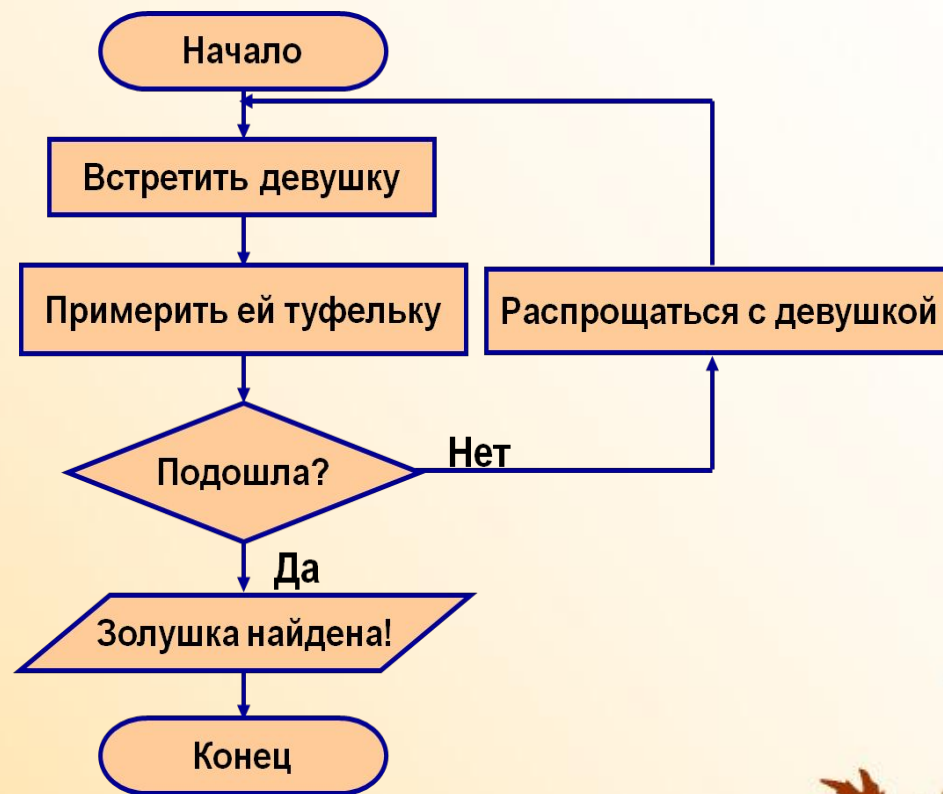 Начало
Встретить девушку
Примерить ей туфельку
Распрощаться с девушкой
Подошла?
Нет
Да
Золушка найдена!
Конец